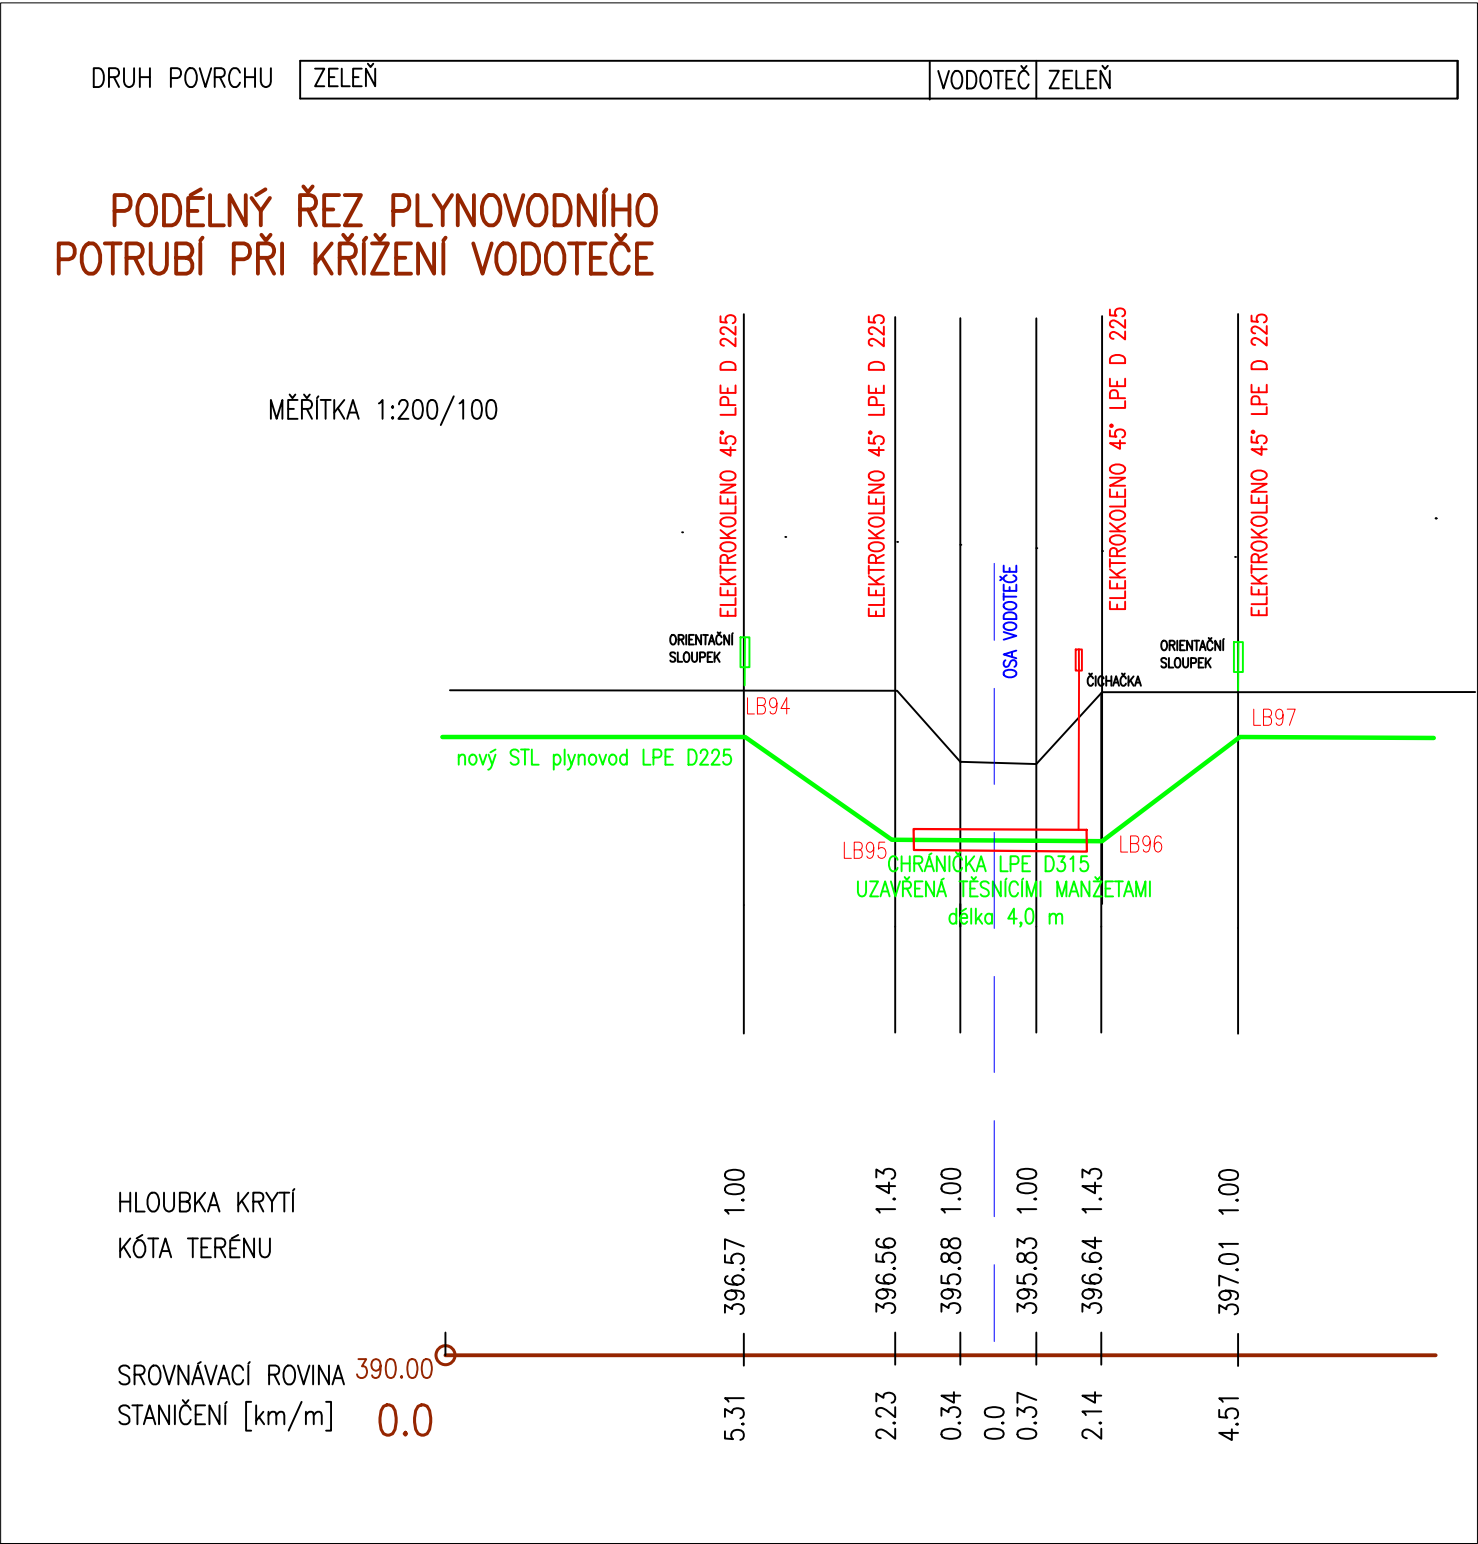 DRUH POVRCHU ZELEŇ VODOTEČ ZELEŇ
PODÉLNÝ ŘEZ PLYNOVODNÍHO
POTRUBÍ PŘI KŘÍŽENÍ VODOTEČE
MĚŘÍTKA 1:200/100
ELEKTROKOLENO 45° LPE D 225
ELEKTROKOLENO 45° LPE D 225
ELEKTROKOLENO 45° LPE D 225
ELEKTROKOLENO 45° LPE D 225
OSA VODOTEČE
ORIENTAČNÍ
SLOUPEK
ORIENTAČNÍ
SLOUPEK
ČICHAČKA
LB94
LB97
nový STL plynovod LPE D225
LB95
LB96
CHRÁNIČKA LPE D315
UZAVŘENÁ TĚSNÍCÍMI MANŽETAMI
délka 4,0 m
HLOUBKA KRYTÍ 1.00 1.43 1.00 1.00 1.43 1.00
KÓTA TERÉNU 396.57 396.56 395.88 395.83 396.64 397.01
SROVNÁVACÍ ROVINA 390.00
STANIČENÍ [km/m] 0.0 5.31 2.23 0.34 0.0 0.37 2.14 4.51